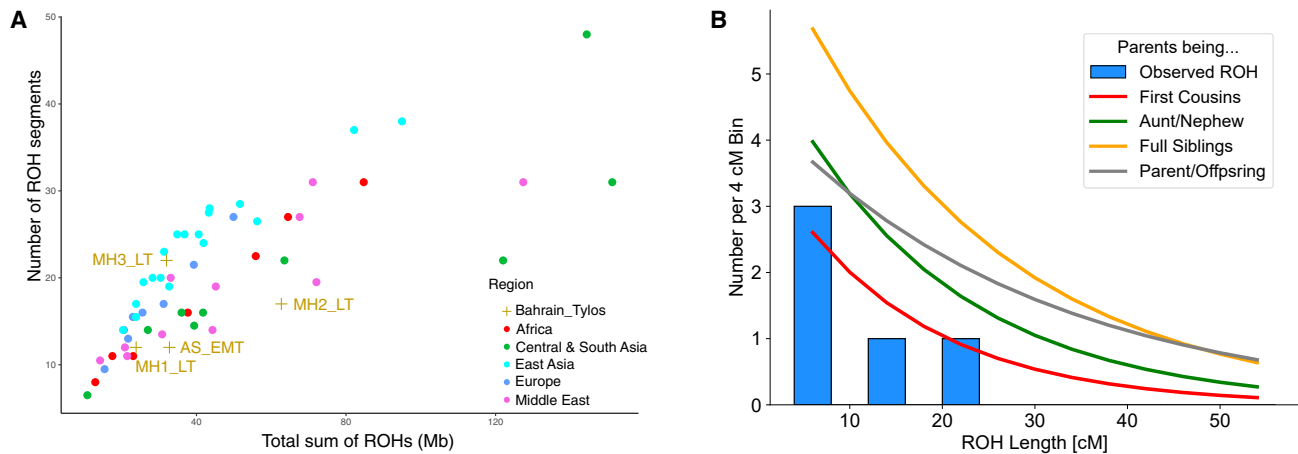 A
Number of ROH segments
50
40
30
20
10
MH3_LT
MH2_LT
AS_EMT
MH1_LT
Region
Bahrain_Tylos
Africa
Central & South Asia
East Asia
Europe
Middle East
40
80
120
Total sum of ROHs (Mb)
B
Number per 4 cM Bin
5
4
3
2
1
0
Parents being...
Observed ROH
First Cousins
Aunt/Nephew
Full Siblings
Parent/Offpsring
10
20
30
40
50
ROH Length [cM]